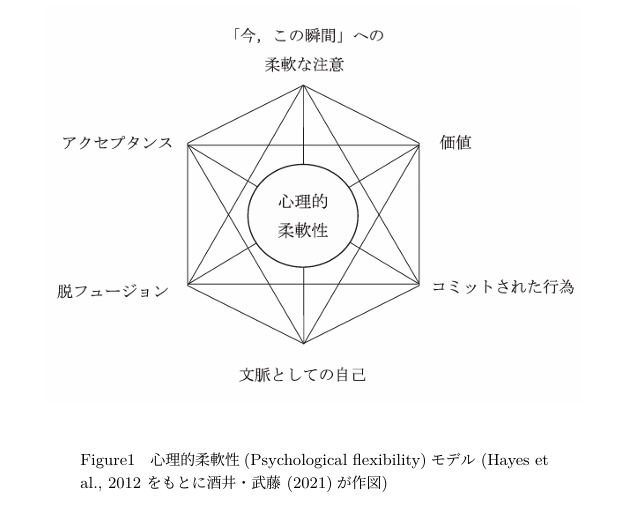 「今，この瞬間」への
柔軟な注意
アクセプタンス
価値
心理的
柔軟性
脱フュージョン
コミットされた行為
文脈としての自己
Figure1　心理的柔軟性 (Psychological flexibility) モデル (Hayes et
al., 2012 をもとに酒井・武藤 (2021) が作図)